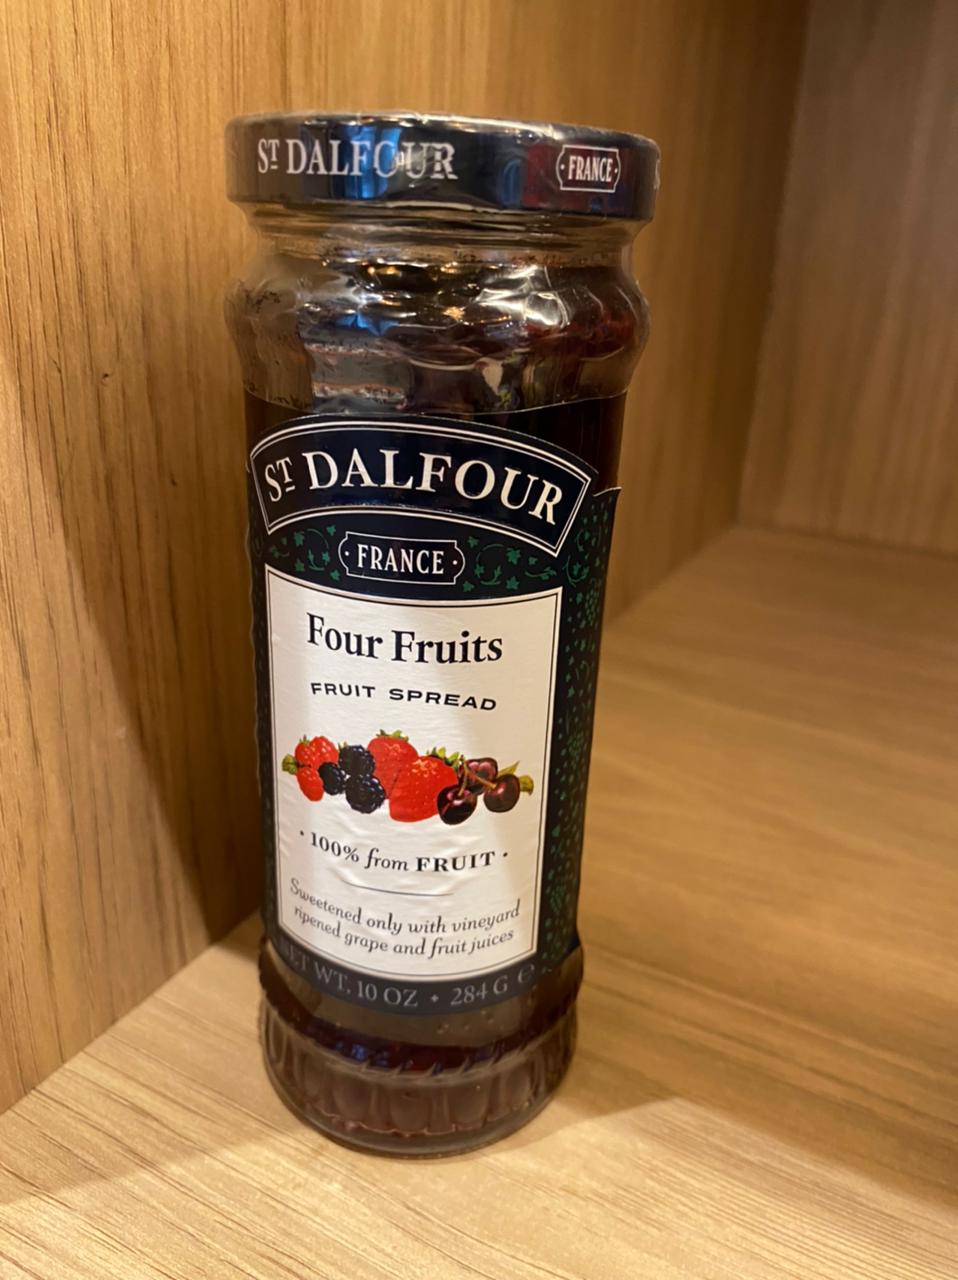 ST DALFOUR
·FRANCE·
ST DALFOUR
·FRANCE·
Four Fruits
FRUIT SPREAD
· 100% from FRUIT ·
Sweetened only with vineyard
ripened grape and fruit juices
NET WT. 10 OZ • 284 G ℮